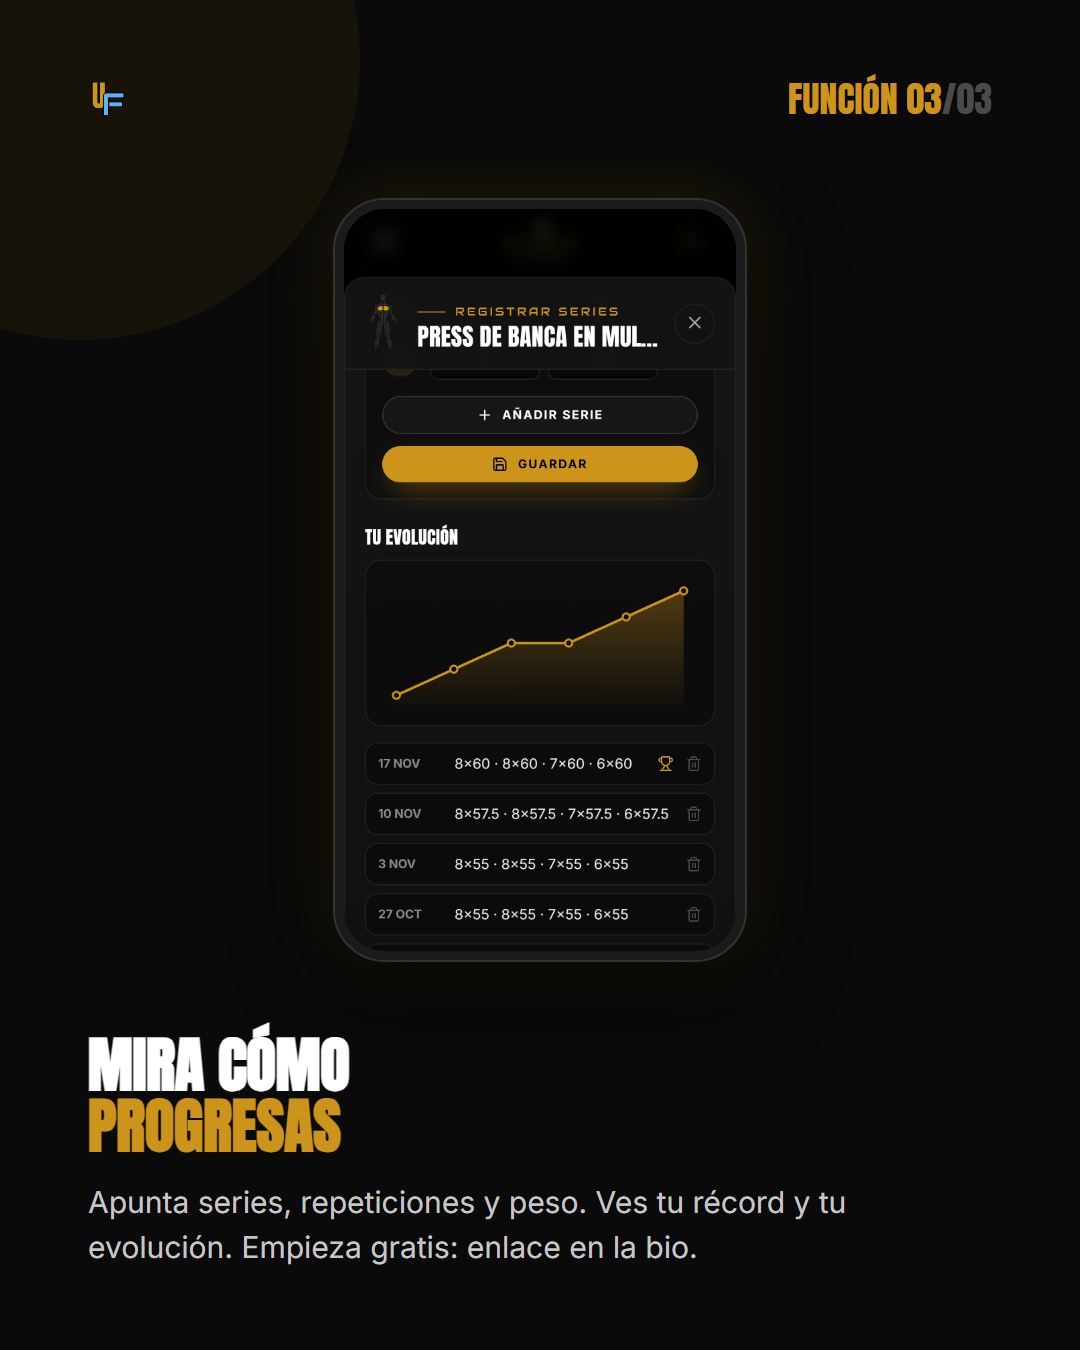 UF
FUNCIÓN 03/03
REGISTRAR SERIES
PRESS DE BANCA EN MUL...
AÑADIR SERIE
GUARDAR
TU EVOLUCIÓN
17 NOV 8×60 · 8×60 · 7×60 · 6×60
10 NOV 8×57.5 · 8×57.5 · 7×57.5 · 6×57.5
3 NOV 8×55 · 8×55 · 7×55 · 6×55
27 OCT 8×55 · 8×55 · 7×55 · 6×55
MIRA CÓMO
PROGRESAS
Apunta series, repeticiones y peso. Ves tu récord y tu
evolución. Empieza gratis: enlace en la bio.